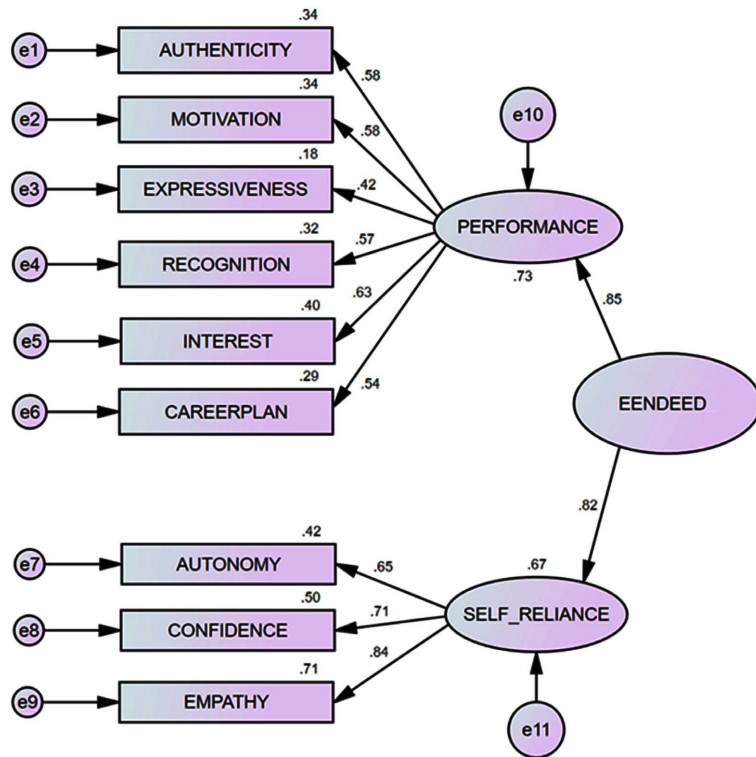 .34
e1
AUTHENTICITY
.58
.34
e2
MOTIVATION
.58
e10
.18
e3
EXPRESSIVENESS
.42
PERFORMANCE
.32
e4
RECOGNITION
.57
.73
.40
.63
.85
e5
INTEREST
.29
.54
e6
CAREERPLAN
EENDEED
.82
.42
e7
AUTONOMY
.65
.67
.50
e8
CONFIDENCE
.71
SELF_RELIANCE
.71
.84
e9
EMPATHY
e11